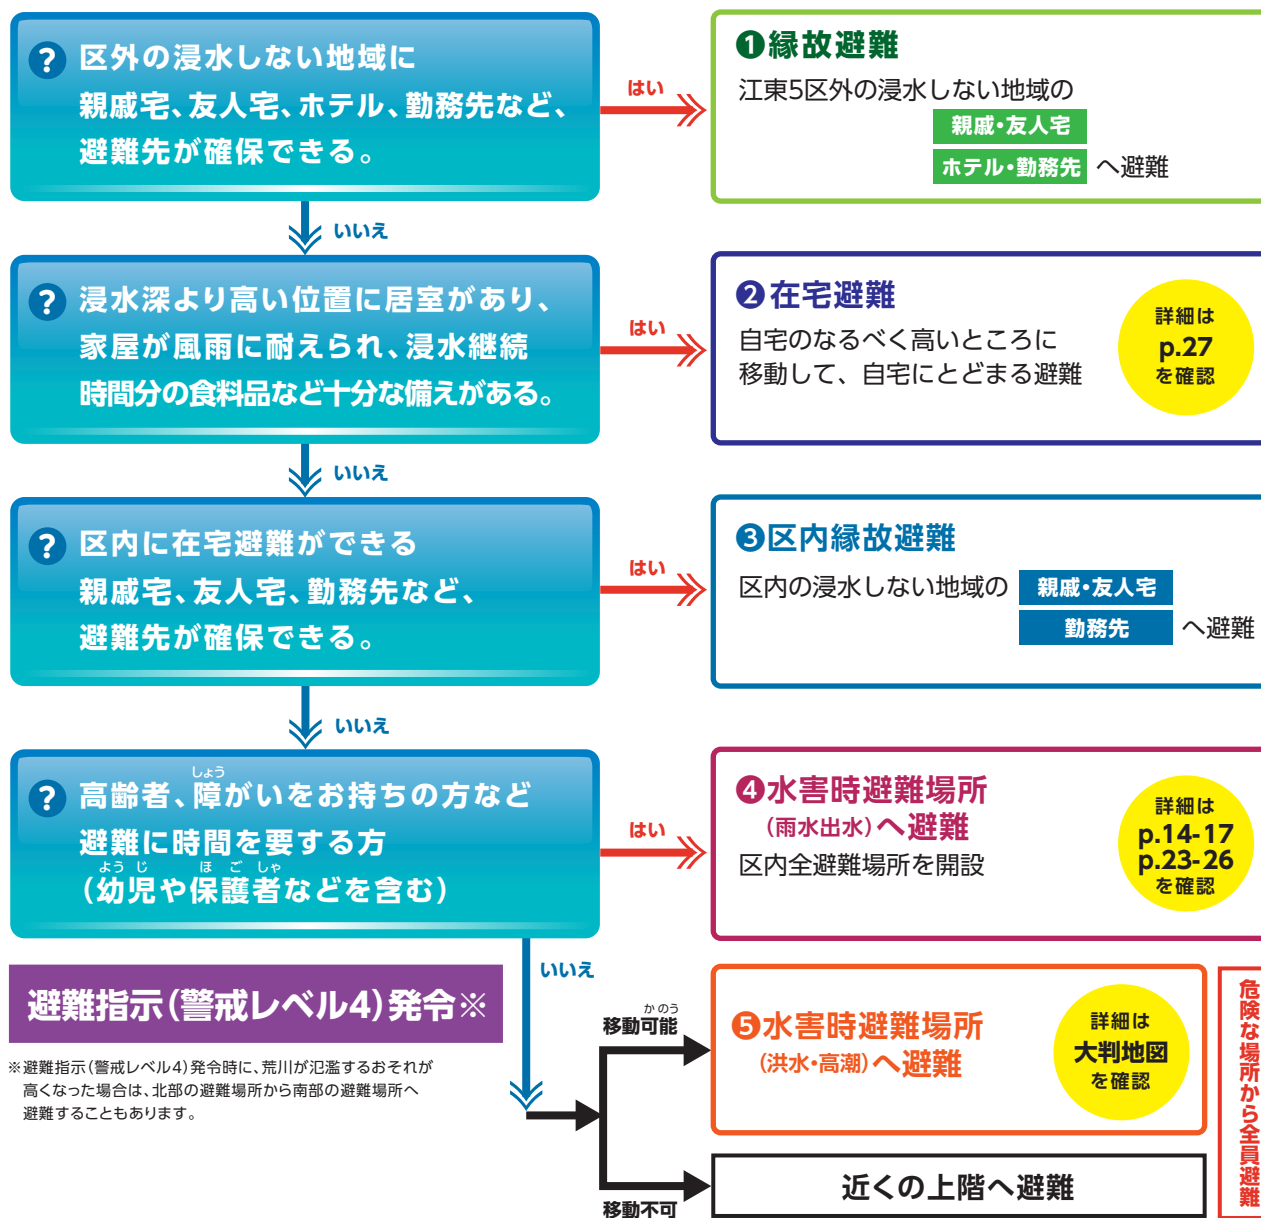 ? 区外の浸水しない地域に
親戚宅、友人宅、ホテル、勤務先など、
避難先が確保できる。
はい
❶縁故避難
江東5区外の浸水しない地域の
親戚・友人宅
ホテル・勤務先 へ避難
いいえ
? 浸水深より高い位置に居室があり、
家屋が風雨に耐えられ、浸水継続
時間分の食料品など十分な備えがある。
はい
❷在宅避難
自宅のなるべく高いところに
移動して、自宅にとどまる避難
詳細は
p.27
を確認
いいえ
? 区内に在宅避難ができる
親戚宅、友人宅、勤務先など、
避難先が確保できる。
はい
❸区内縁故避難
区内の浸水しない地域の 親戚・友人宅
勤務先 へ避難
いいえ
しょう
? 高齢者、障がいをお持ちの方など
避難に時間を要する方
ようじ ほごしゃ
（幼児や保護者などを含む）
はい
❹水害時避難場所
（雨水出水）へ避難
区内全避難場所を開設
詳細は
p.14-17
p.23-26
を確認
いいえ
避難指示（警戒レベル4）発令※
※避難指示（警戒レベル4）発令時に、荒川が氾濫するおそれが
高くなった場合は、北部の避難場所から南部の避難場所へ
避難することもあります。
かのう
移動可能
❺水害時避難場所
（洪水・高潮）へ避難
詳細は
大判地図
を確認
移動不可
近くの上階へ避難
危険な場所から全員避難